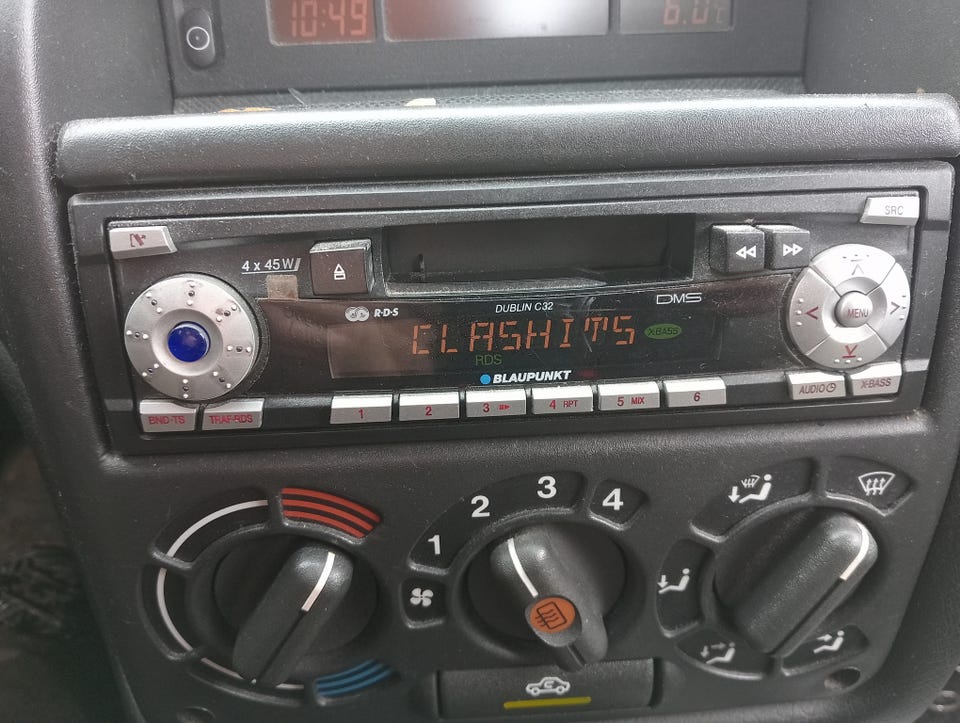 10:49 6.0°C
SRC
4 x 45W
R·D·S DUBLIN C32 DMS
CLASHITS X-BASS
RDS
BLAUPUNKT
MENU
BND·TS TRAF·RDS 1 2 3 4 RPT 5 MIX 6 AUDIO X-BASS
1 2 3 4